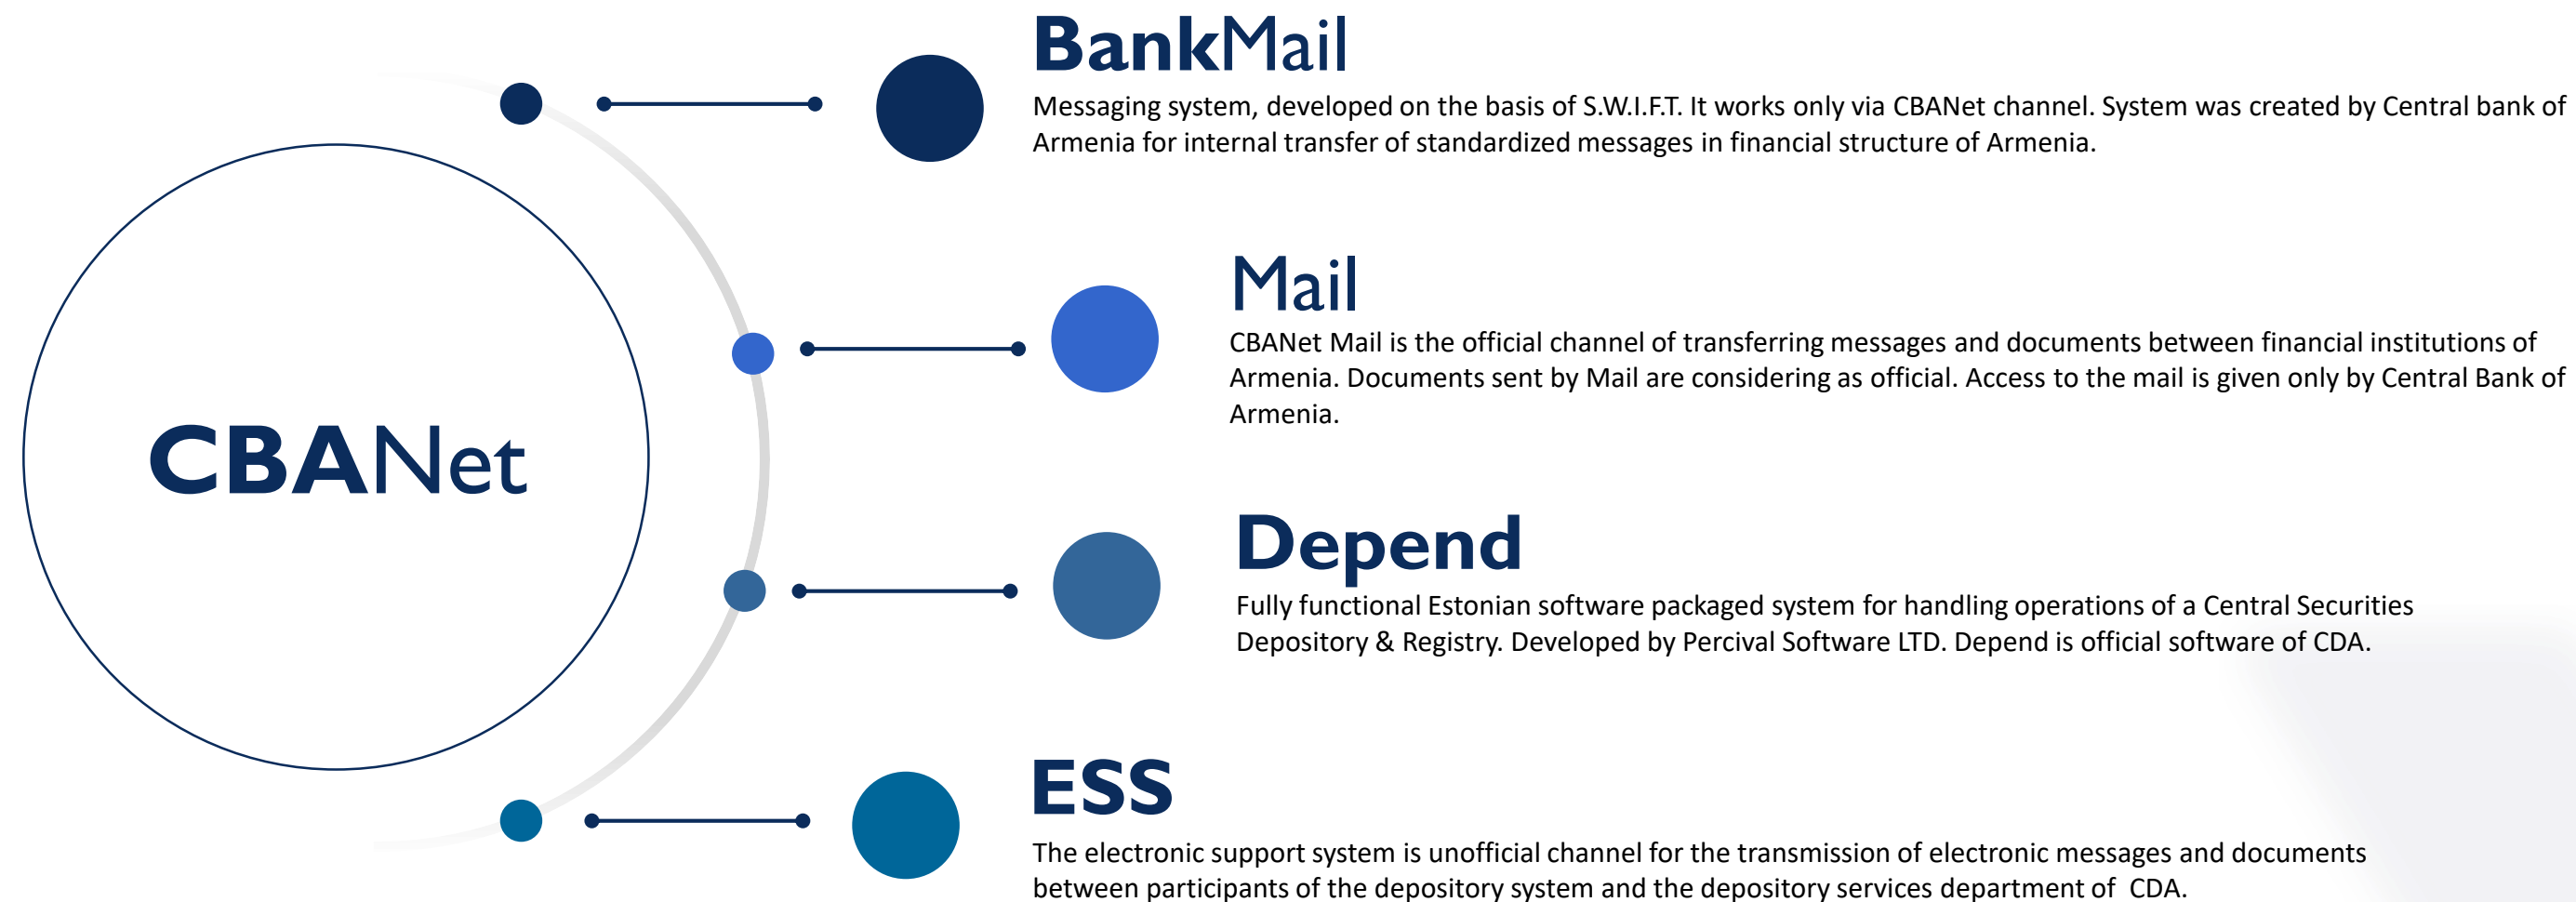 CBANet
BankMail
Messaging system, developed on the basis of S.W.I.F.T. It works only via CBANet channel. System was created by Central bank of
Armenia for internal transfer of standardized messages in financial structure of Armenia.
Mail
CBANet Mail is the official channel of transferring messages and documents between financial institutions of
Armenia. Documents sent by Mail are considering as official. Access to the mail is given only by Central Bank of
Armenia.
Depend
Fully functional Estonian software packaged system for handling operations of a Central Securities
Depository & Registry. Developed by Percival Software LTD. Depend is official software of CDA.
ESS
The electronic support system is unofficial channel for the transmission of electronic messages and documents
between participants of the depository system and the depository services department of CDA.